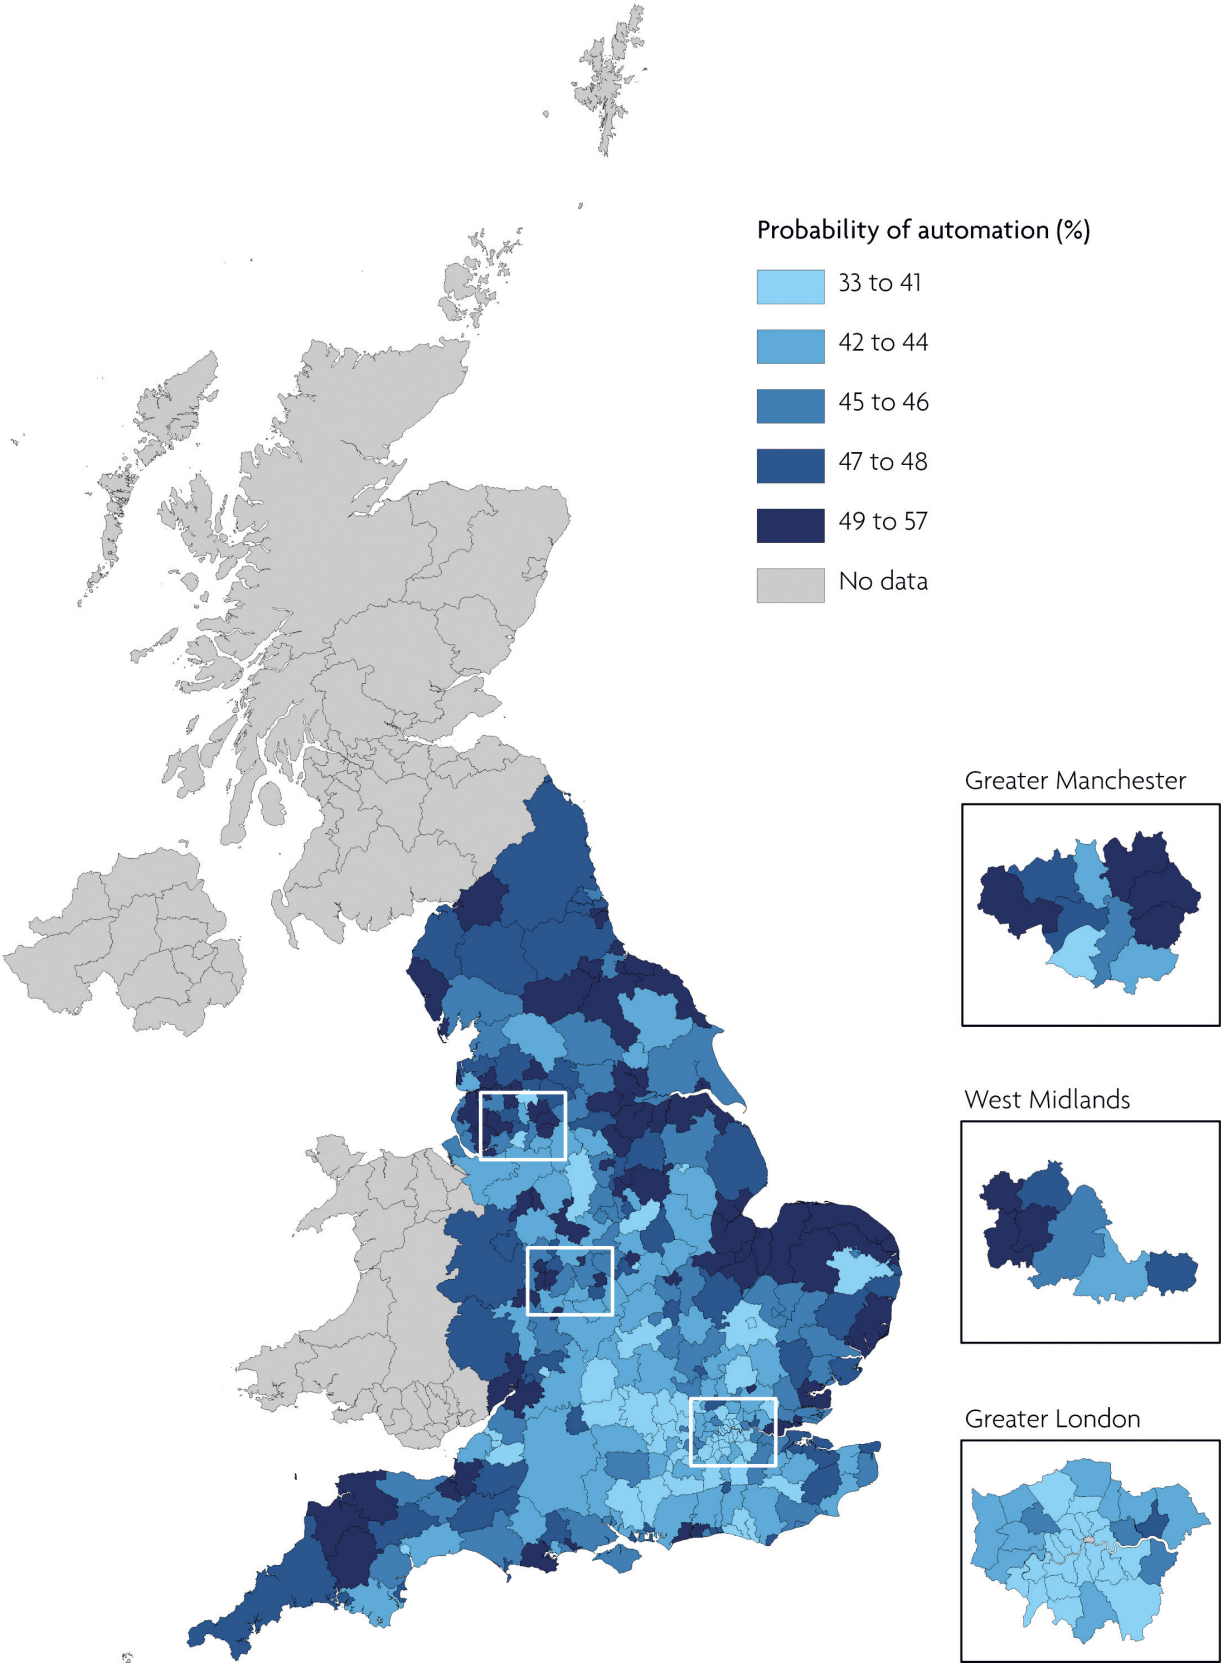 Probability of automation (%)
33 to 41
42 to 44
45 to 46
47 to 48
49 to 57
No data
Greater Manchester
West Midlands
Greater London